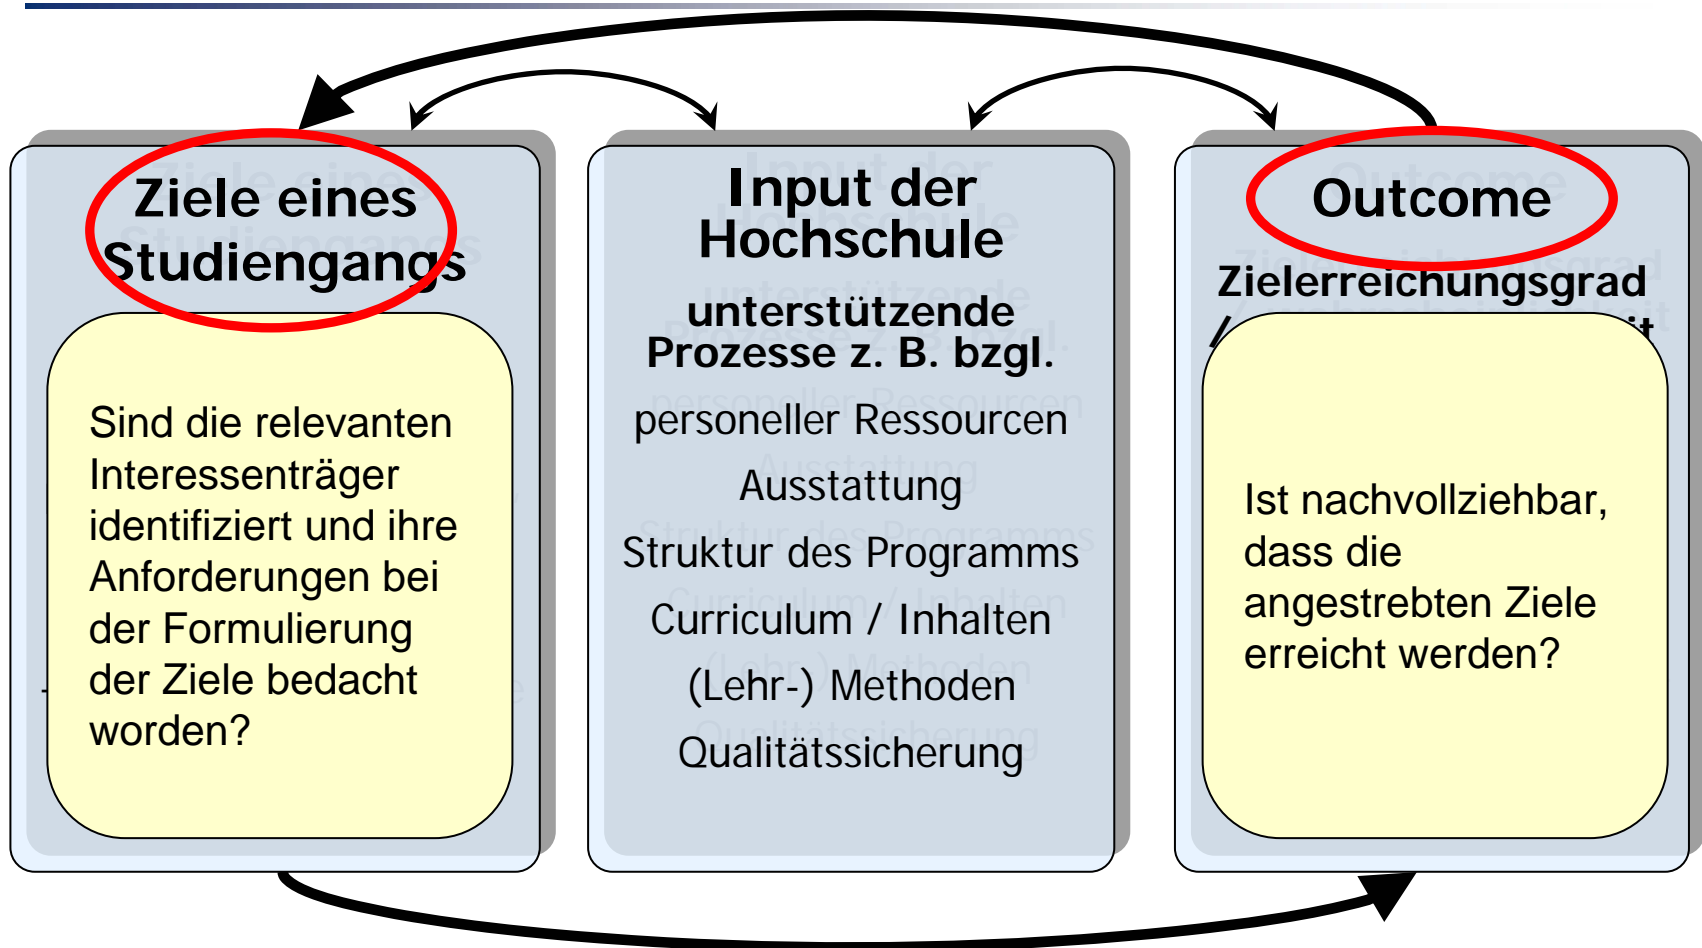 Ziele eines
Studiengangs
Sind die relevanten
Interessenträger
identifiziert und ihre
Anforderungen bei
der Formulierung
der Ziele bedacht
worden?
Input der
Hochschule
unterstützende
Prozesse z. B. bzgl.
personeller Ressourcen
Ausstattung
Struktur des Programms
Curriculum / Inhalten
(Lehr-) Methoden
Qualitätssicherung
Outcome
Zielerreichungsgrad
/
Ist nachvollziehbar,
dass die
angestrebten Ziele
erreicht werden?